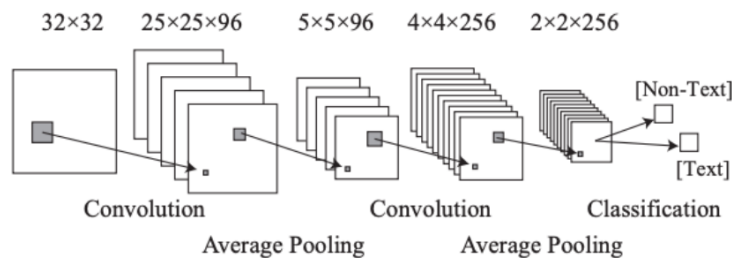 32×32 25×25×96 5×5×96 4×4×256 2×2×256
[Non-Text]
[Text]
Convolution Convolution Classification
Average Pooling Average Pooling